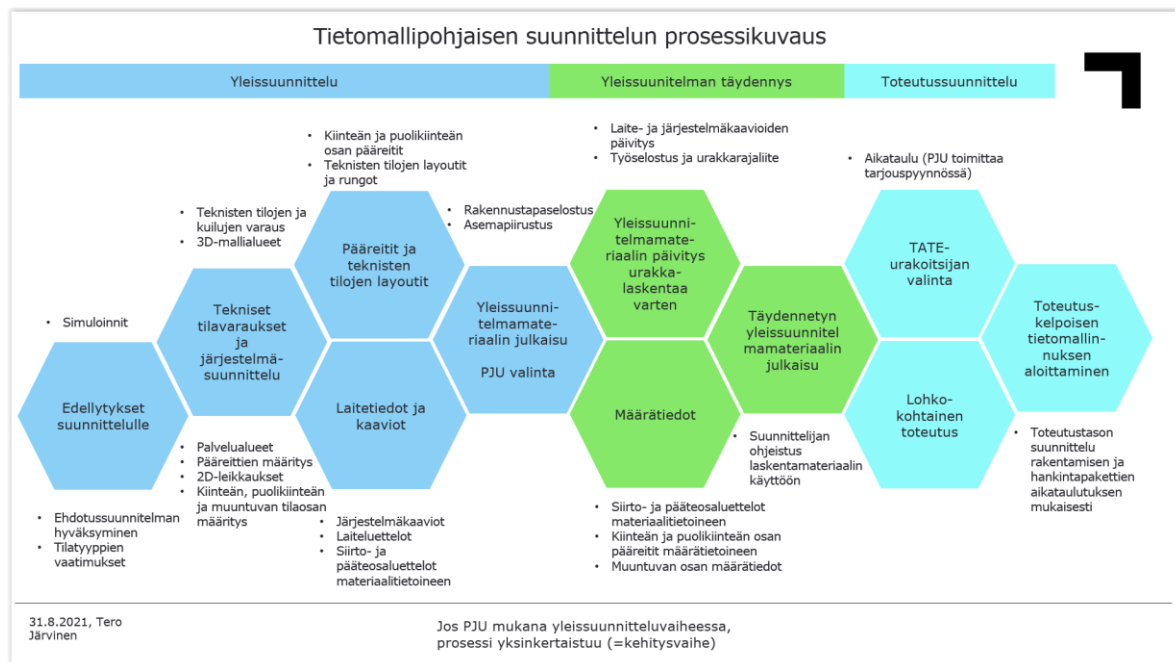 Tietomallipohjaisen suunnittelun prosessikuvaus
Yleissuunnittelu
Yleissunitelman täydennys
Toteutussuunnittelu
• Simuloinnit
Edellytykset
suunnittelulle
• Ehdotussuunnitelman
hyväksyminen
• Tilatyyppien
vaatimukset
• Teknisten tilojen ja
kuilujen varaus
• 3D-mallialueet
Tekniset
tilavaraukset
ja
järjestelmä-
suunnittelu
• Palvelualueet
• Pääreittien määritys
• 2D-leikkaukset
• Kiinteän, puolikiinteän
ja muuntuvan tilaosan
määritys
• Kiinteän ja puolikiinteän
osan pääreitit
• Teknisten tilojen layoutit
ja rungot
Pääreitit ja
teknisten
tilojen layoutit
Laitetiedot ja
kaaviot
• Järjestelmäkaaviot
• Laiteluettelot
• Siirto- ja
pääteosaluettelot
materiaalitietoineen
• Rakennustapaselostus
• Asemapiirustus
Yleissuunni-
telmamate-
riaalin julkaisu
PJU valinta
• Laite- ja järjestelmäkaavioiden
päivitys
• Työselostus ja urakkarajaliite
Yleissuunni-
telmamate-
riaalin päivitys
urakka-
laskentaa
varten
Määrätiedot
• Siirto- ja pääteosaluettelot
materiaalitietoineen
• Kiinteän ja puolikiinteän osan
pääreitit määrätietoineen
• Muuntuvan osan määrätiedot
Täydennetyn
yleissuunnitel
mamateriaalin
julkaisu
• Suunnittelijan
ohjeistus
laskentamateriaalin
käyttöön
• Aikataulu (PJU toimittaa
tarjouspyynnössä)
TATE-
urakoitsijan
valinta
Lohko-
kohtainen
toteutus
Toteutus-
kelpoisen
tietomallin-
nuksen
aloittaminen
• Toteutustason
suunnittelu
rakentamisen ja
hankintapakettien
aikataulutuksen
mukaisesti
31.8.2021, Tero
Järvinen
Jos PJU mukana yleissuunnitteluvaiheessa,
prosessi yksinkertaistuu (=kehitysvaihe)